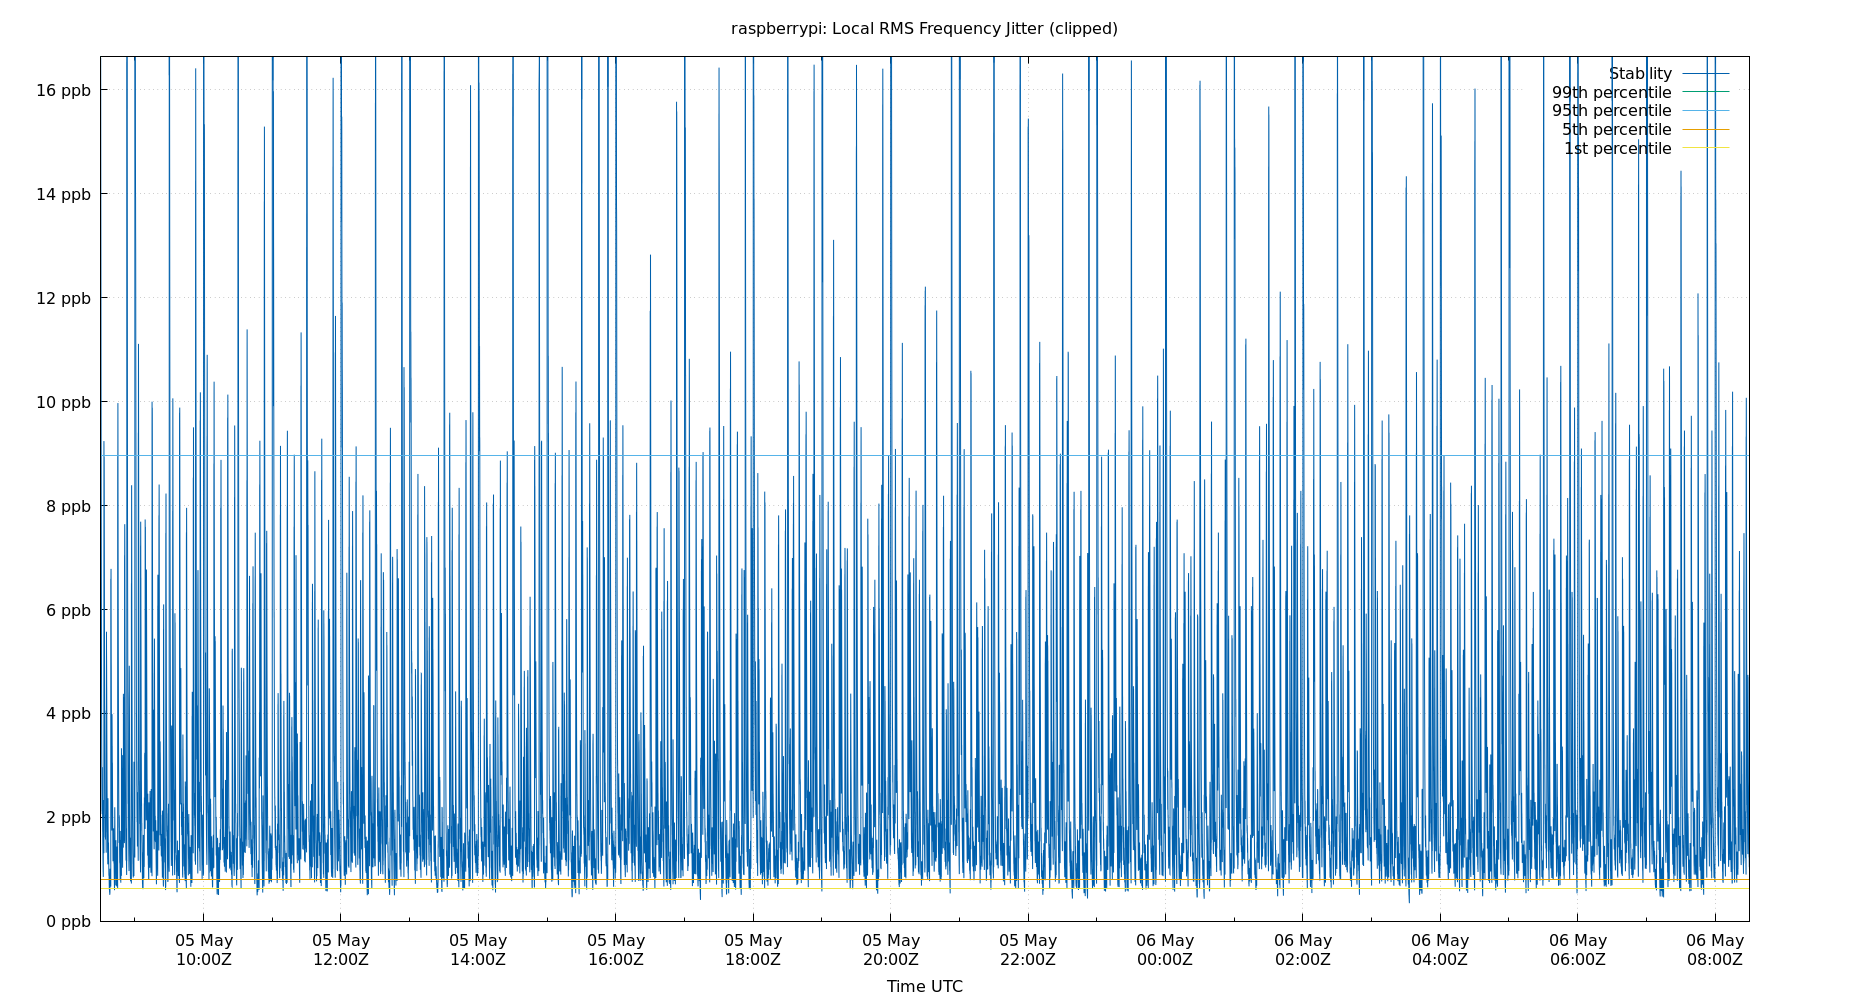 raspberrypi: Local RMS Frequency Jitter (clipped)
Stability
99th percentile
95th percentile
5th percentile
1st percentile
16 ppb
14 ppb
12 ppb
10 ppb
8 ppb
6 ppb
4 ppb
2 ppb
0 ppb
05 May 05 May 05 May 05 May 05 May 05 May 05 May 06 May 06 May 06 May 06 May 06 May
10:00Z 12:00Z 14:00Z 16:00Z 18:00Z 20:00Z 22:00Z 00:00Z 02:00Z 04:00Z 06:00Z 08:00Z
Time UTC